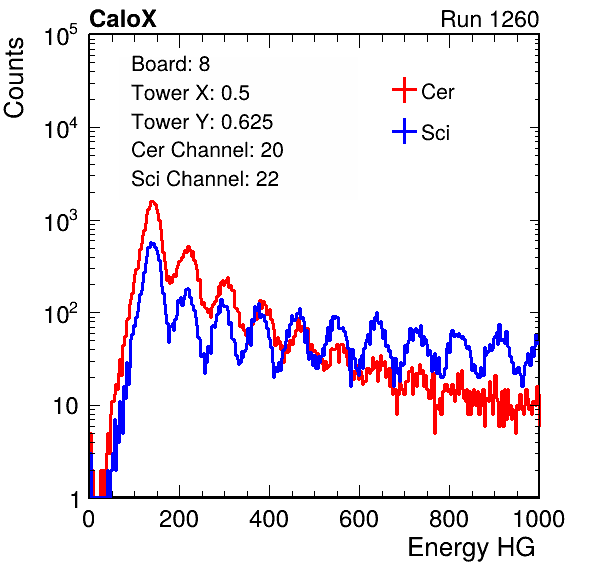 CaloX Run 1260
Counts
Board: 8
Tower X: 0.5
Tower Y: 0.625
Cer Channel: 20
Sci Channel: 22
Cer
Sci
10^5
10^4
10^3
10^2
10
1
0 200 400 600 800 1000
Energy HG